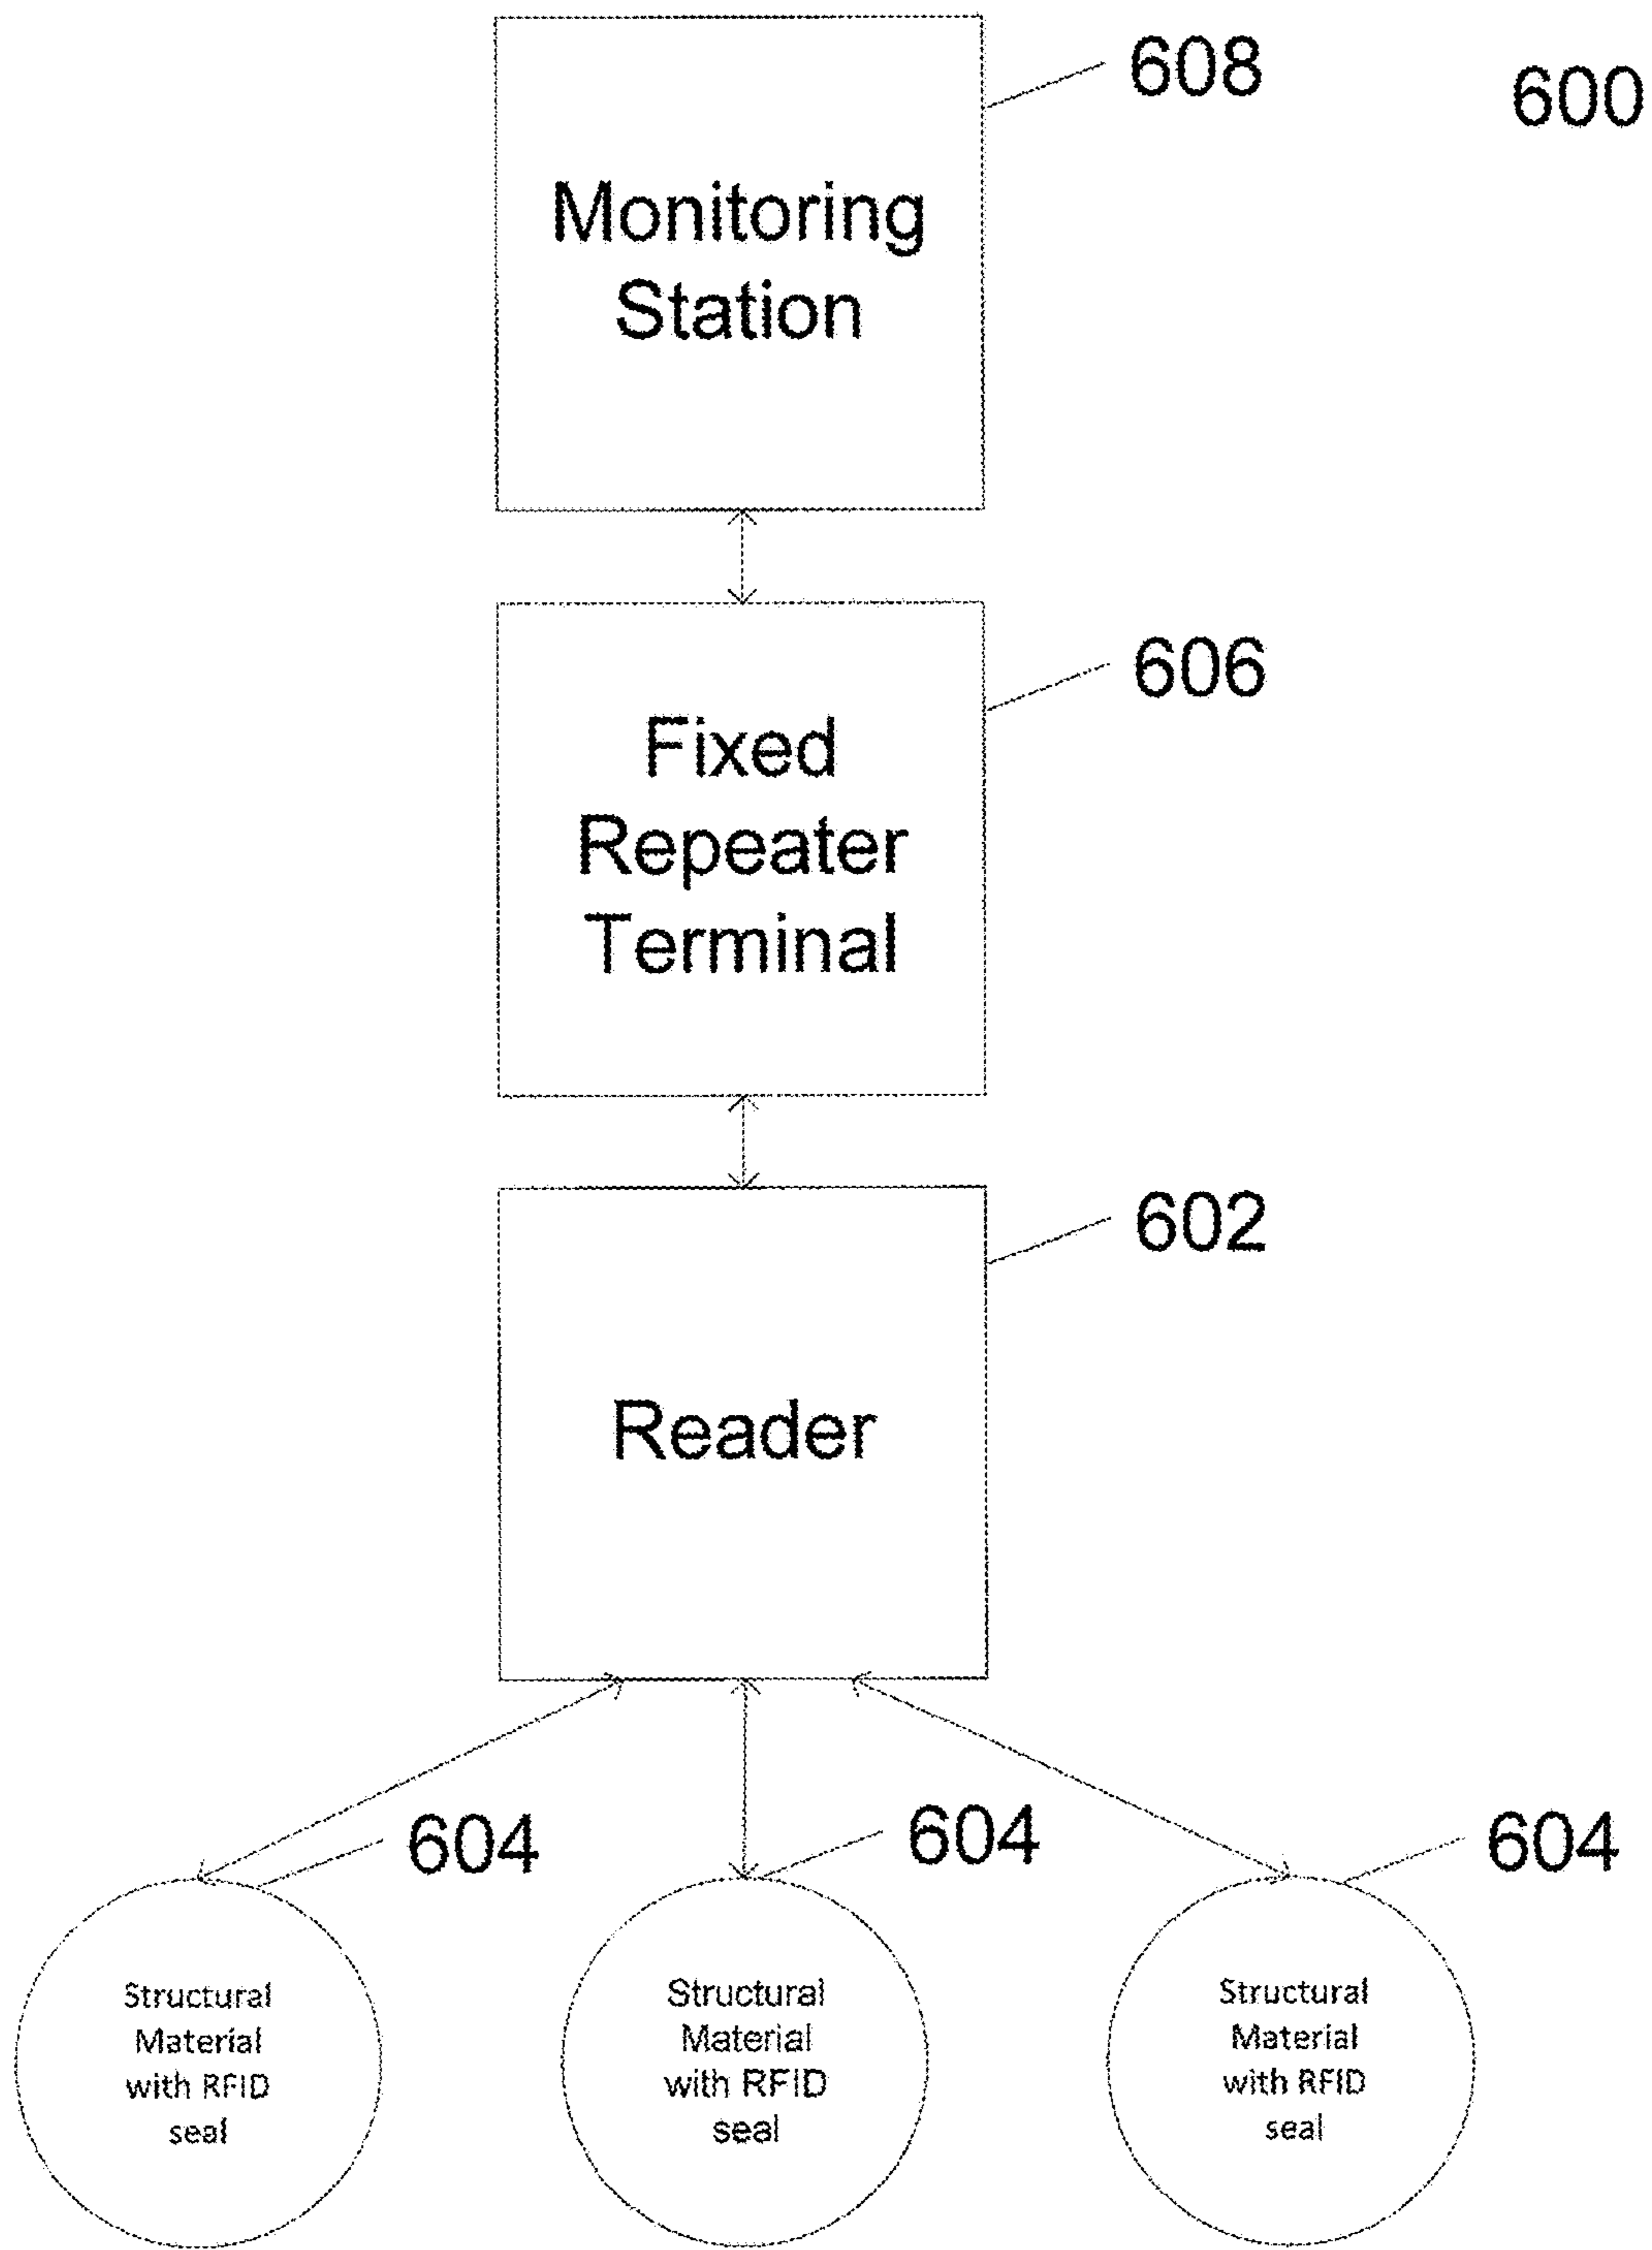 608
600
Monitoring
Station
606
Fixed
Repeater
Terminal
602
Reader
604
604
604
Structural
Material
with RFID
seal
Structural
Material
with RFID
seal
Structural
Material
with RFID
seal